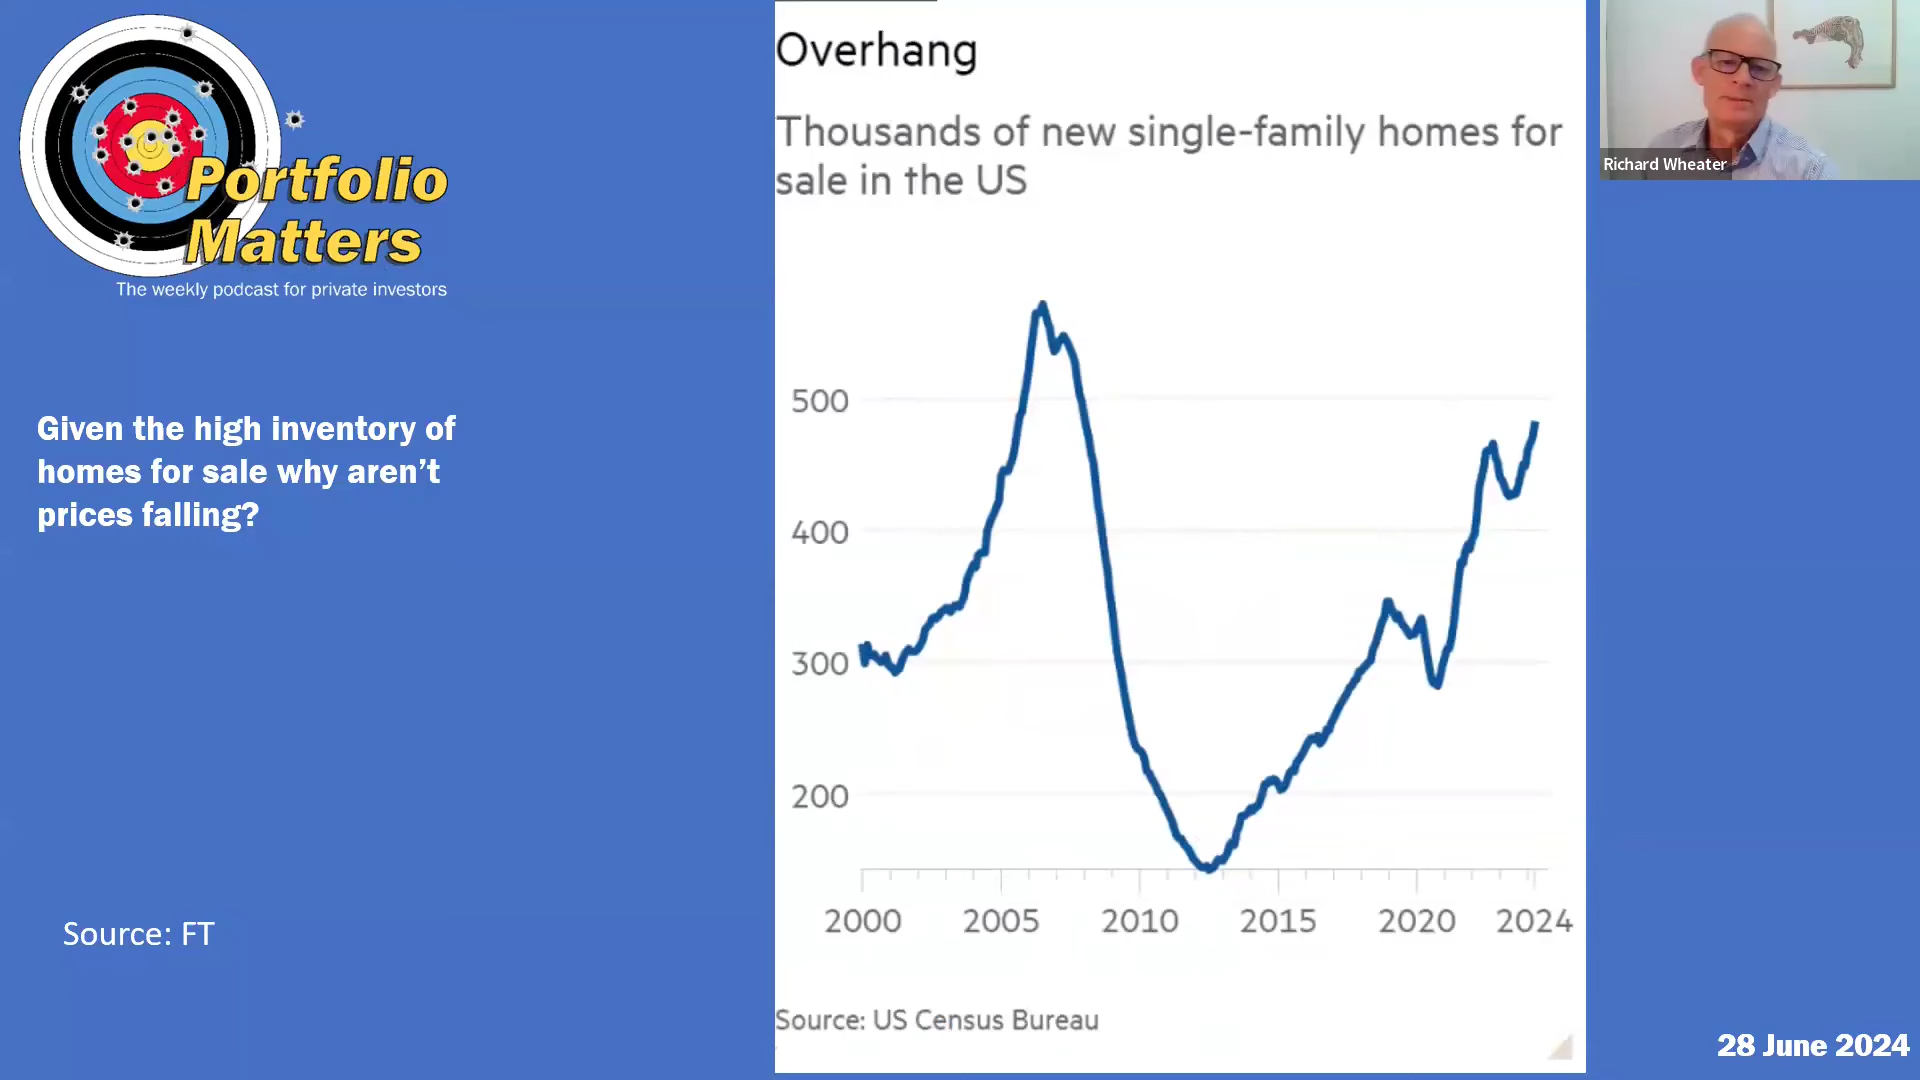 Portfolio
Matters
The weekly podcast for private investors
Given the high inventory of
homes for sale why aren’t
prices falling?
Source: FT
Overhang
Thousands of new single-family homes for
sale in the US
500
400
300
200
2000 2005 2010 2015 2020 2024
Source: US Census Bureau
Richard Wheater
28 June 2024